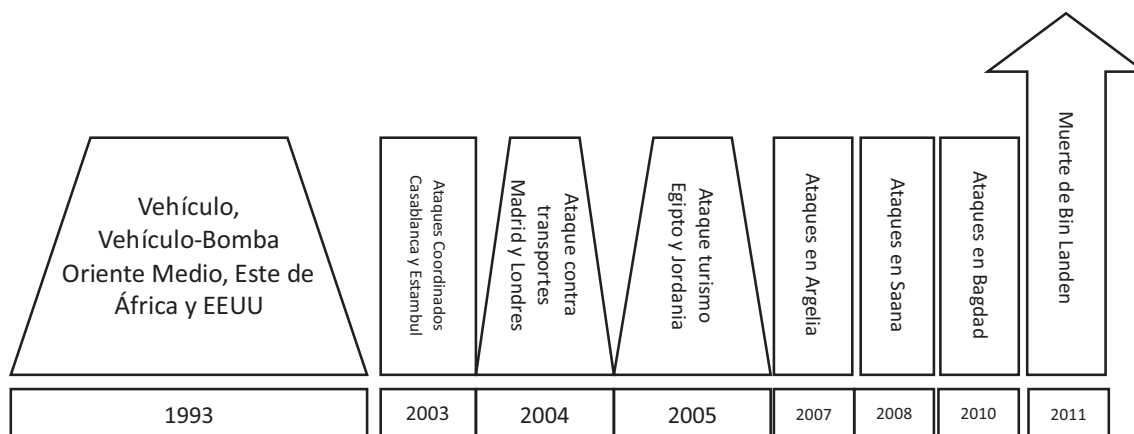 Vehículo,
Vehículo-Bomba
Oriente Medio, Este de
África y EEUU
Ataques Coordinados
Casablanca y Estambul
Ataque contra
transportes
Madrid y Londres
Ataque turismo
Egipto y Jordania
Ataques en Argelia
Ataques en Saana
Ataques en Bagdad
Muerte de Bin Landen
1993
2003
2004
2005
2007
2008
2010
2011